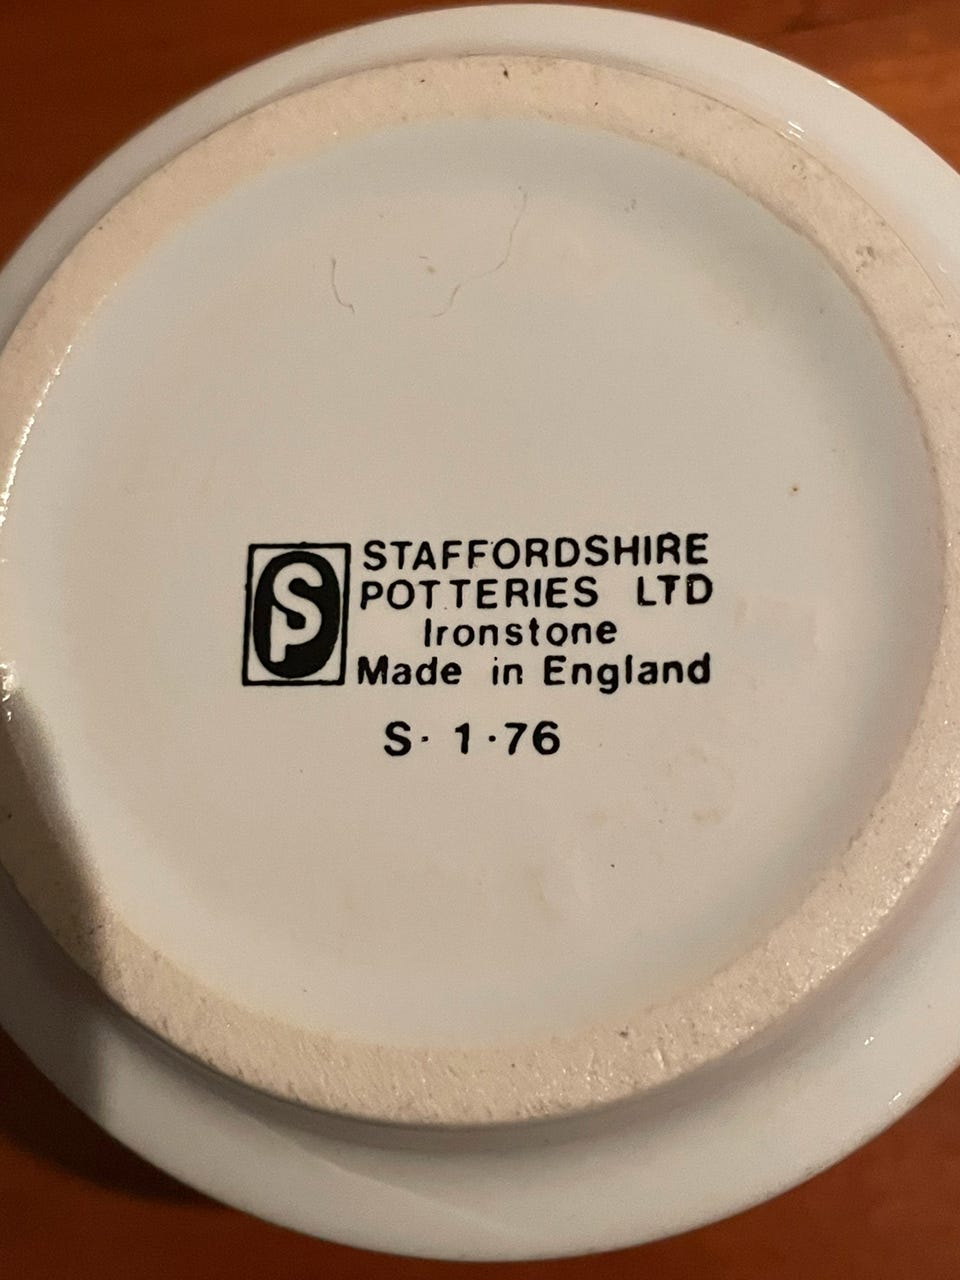 SP
STAFFORDSHIRE
POTTERIES LTD
Ironstone
Made in England
S· 1·76